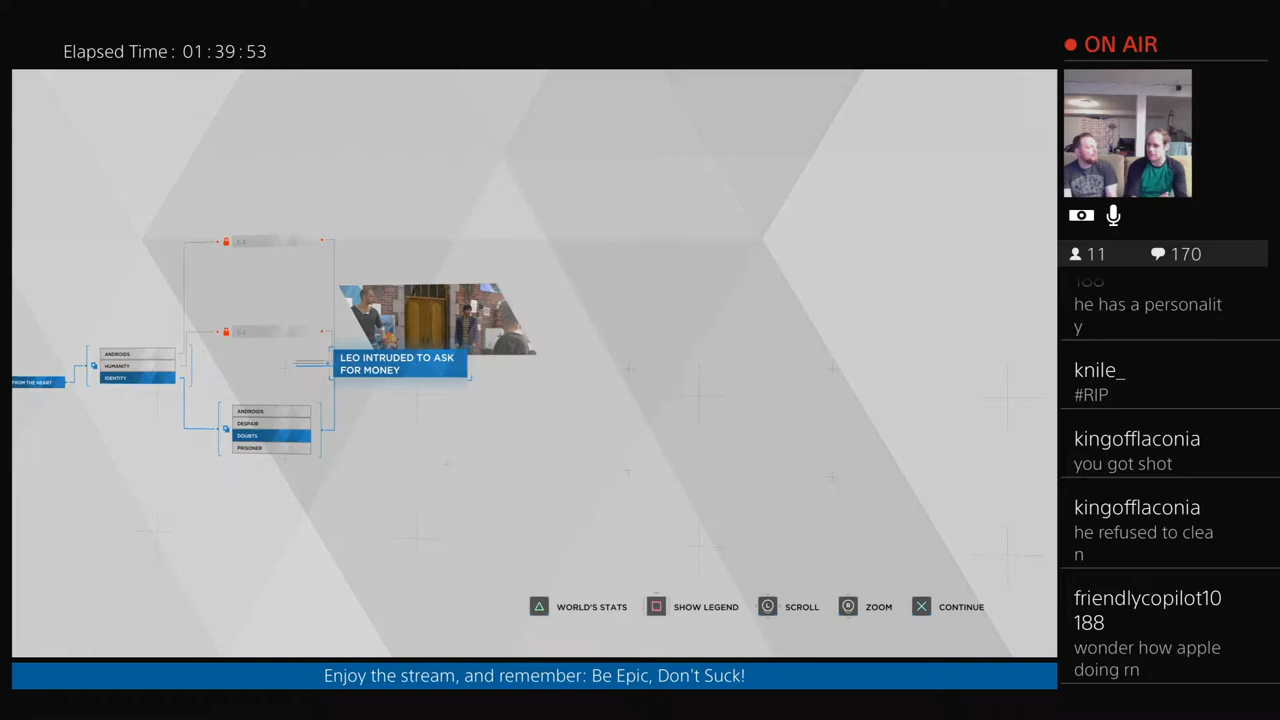 Elapsed Time: 01:39:53
ON AIR
11 170
188
he has a personalit
y
knile_
#RIP
kingofflaconia
you got shot
kingofflaconia
he refused to clea
n
friendlycopilot10
188
wonder how apple
doing rn
FROM THE HEART
ANDROIDS
HUMANITY
IDENTITY
LEO INTRUDED TO ASK
FOR MONEY
ANDROIDS
DESPAIR
DOUBTS
PRISONER
WORLD'S STATS SHOW LEGEND SCROLL ZOOM CONTINUE
Enjoy the stream, and remember: Be Epic, Don't Suck!